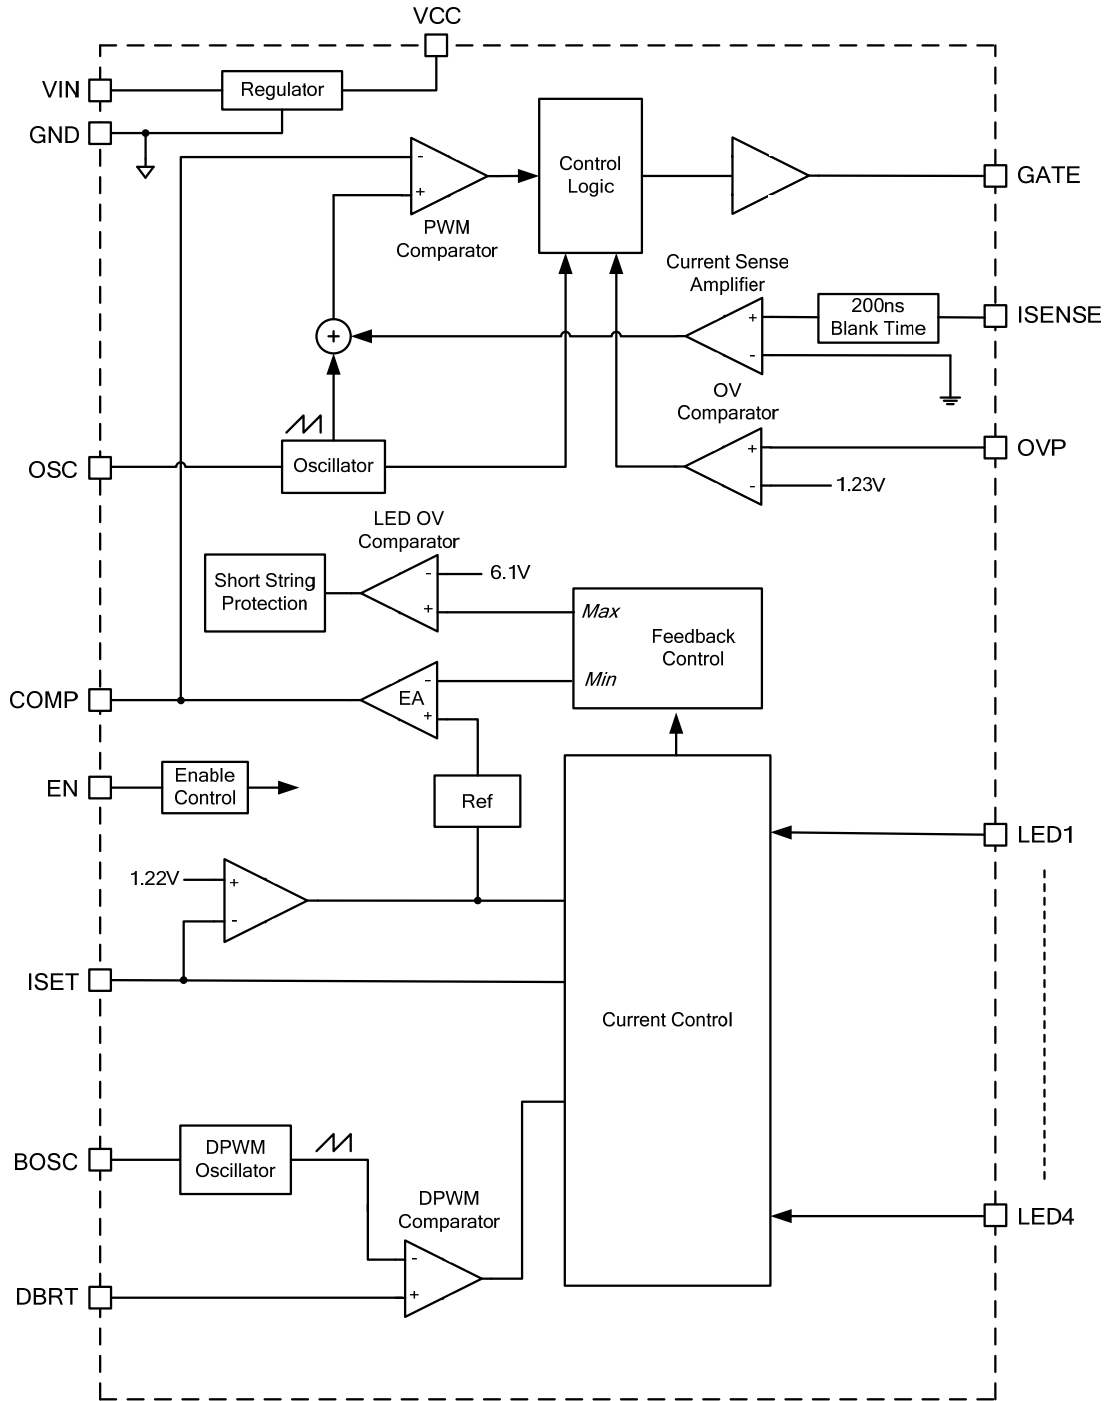 VCC
VIN
Regulator
GND
-
+
PWM
Comparator
Control
Logic
GATE
Current Sense
Amplifier
+
-
200ns
Blank Time
ISENSE
+
OV
Comparator
+
-
1.23V
OVP
OSC
Oscillator
LED OV
Comparator
-
+
6.1V
Short String
Protection
Max
Min
Feedback
Control
COMP
EA
-
+
EN
Enable
Control
Ref
LED1
1.22V
+
-
ISET
Current Control
BOSC
DPWM
Oscillator
DPWM
Comparator
-
+
LED4
DBRT